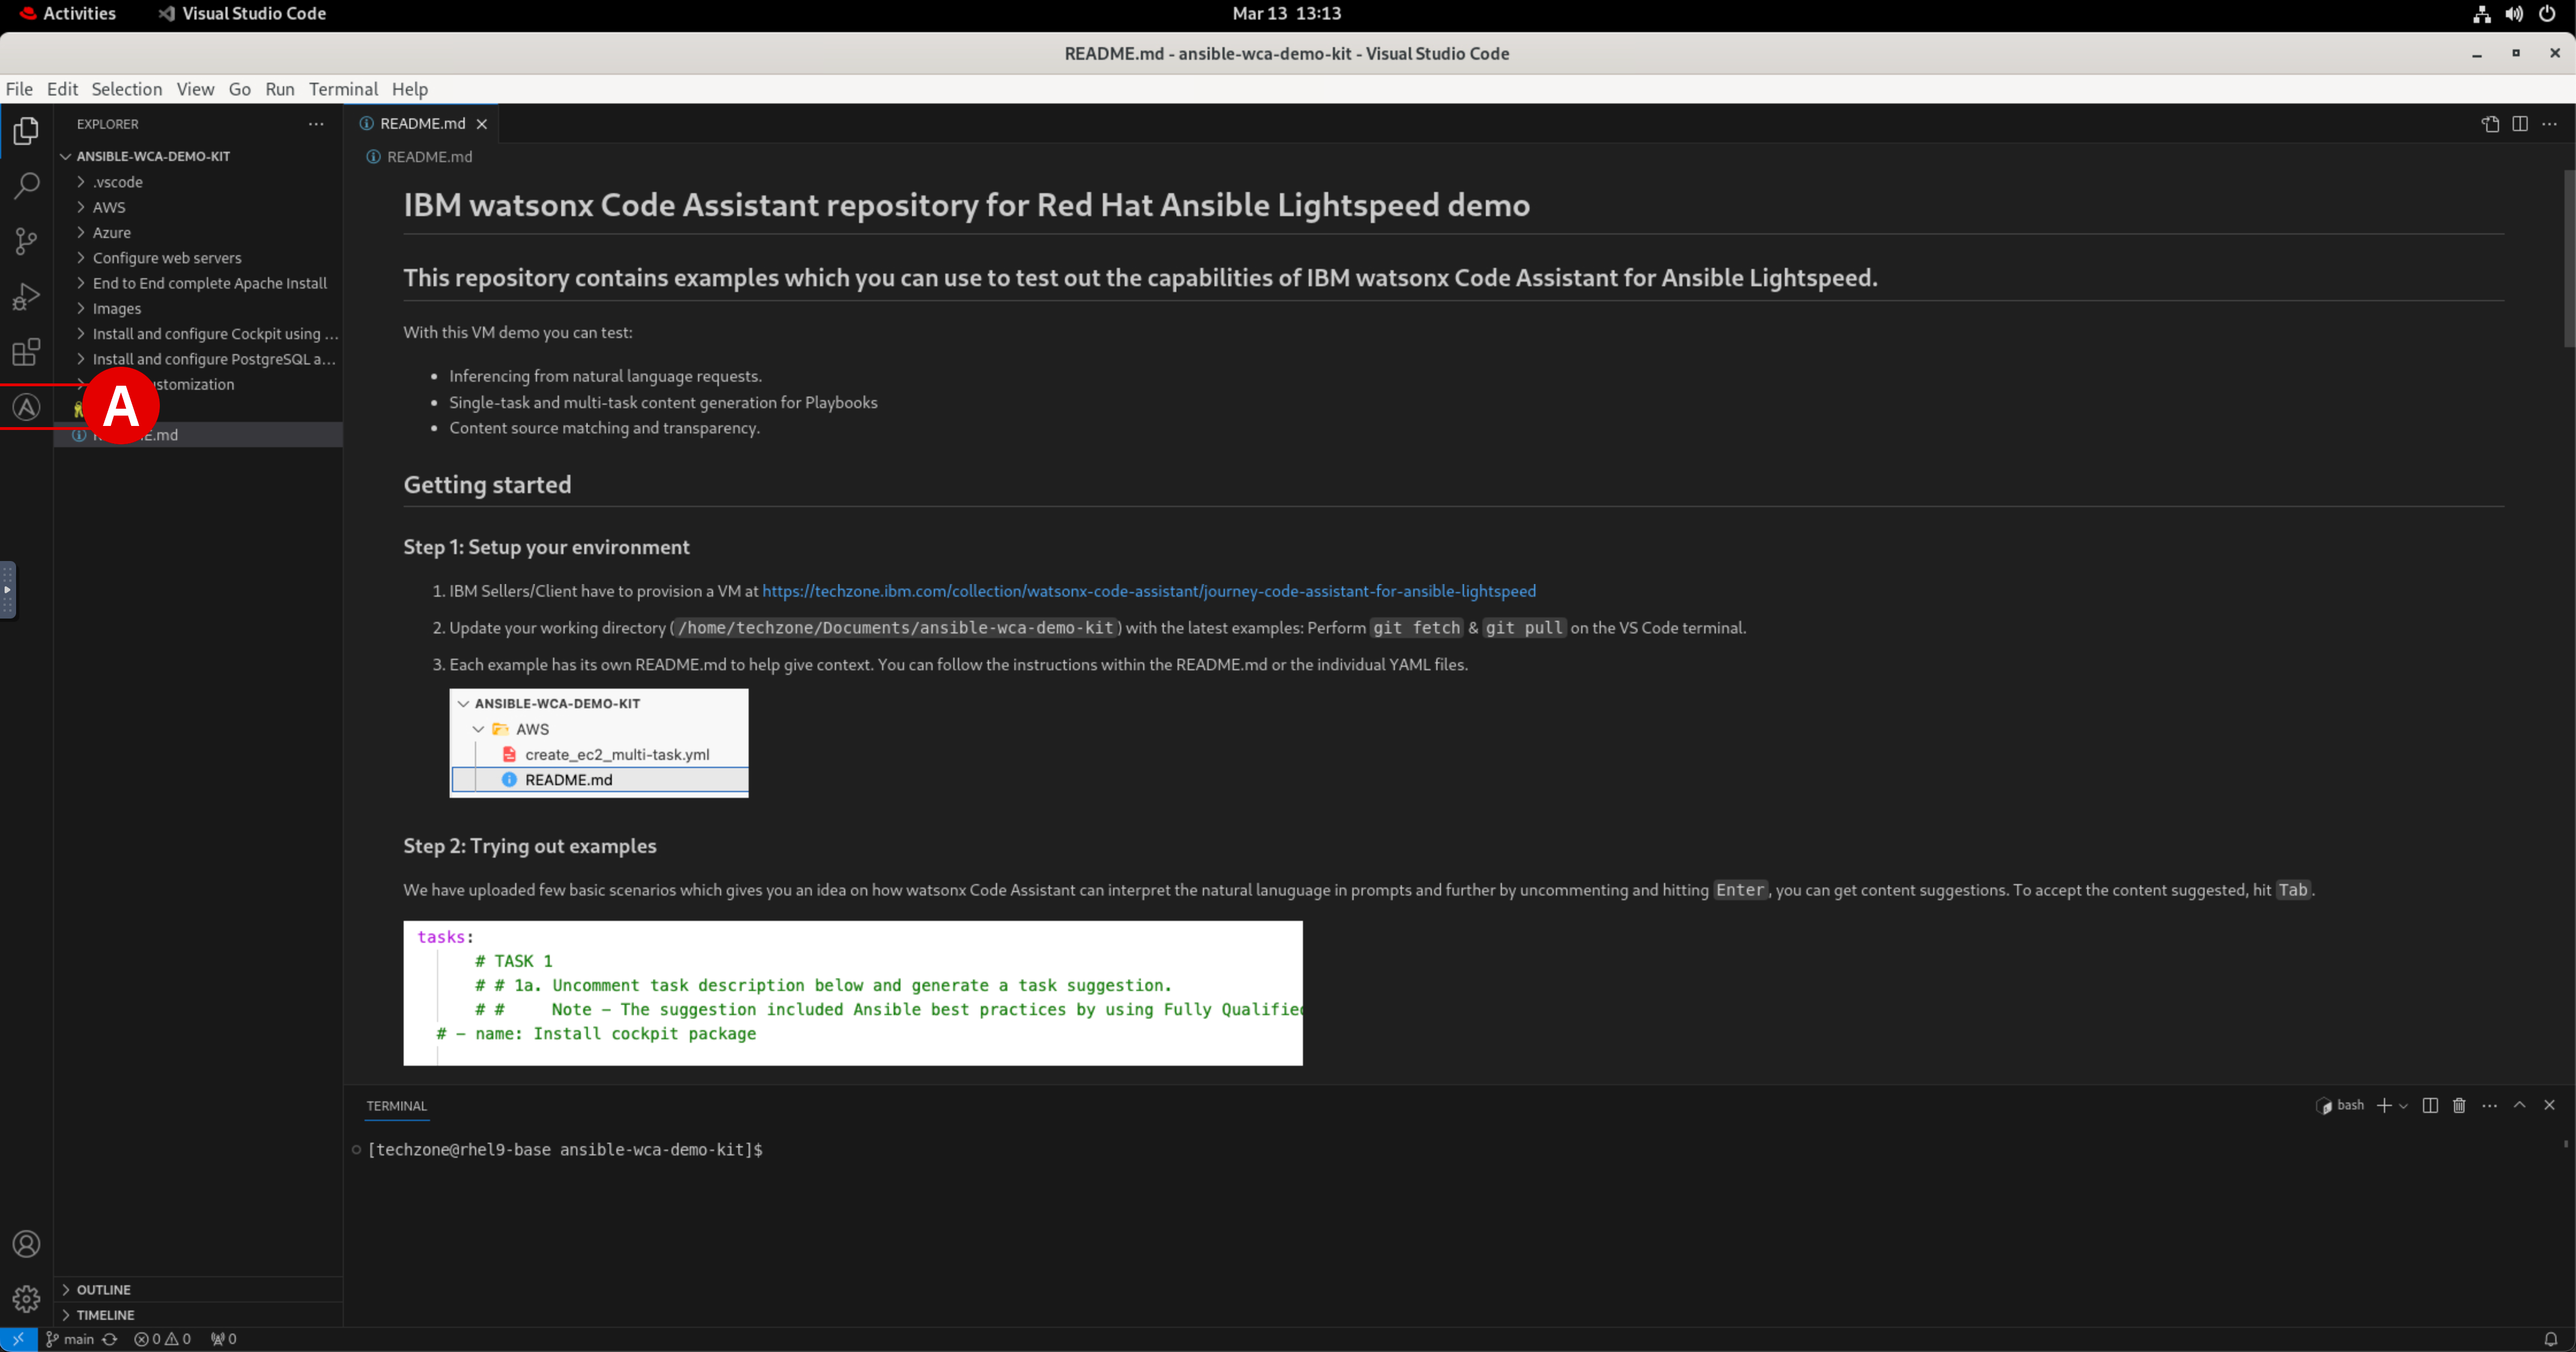 Activities Visual Studio Code Mar 13 13:13
README.md - ansible-wca-demo-kit - Visual Studio Code
File Edit Selection View Go Run Terminal Help
EXPLORER
ANSIBLE-WCA-DEMO-KIT
.vscode
AWS
Azure
Configure web servers
End to End complete Apache Install
Images
Install and configure Cockpit using ...
Install and configure PostgreSQL a...
A
README.md
README.md
IBM watsonx Code Assistant repository for Red Hat Ansible Lightspeed demo
This repository contains examples which you can use to test out the capabilities of IBM watsonx Code Assistant for Ansible Lightspeed.
With this VM demo you can test:
• Inferencing from natural language requests.
• Single-task and multi-task content generation for Playbooks
• Content source matching and transparency.
Getting started
Step 1: Setup your environment
1. IBM Sellers/Client have to provision a VM at https://techzone.ibm.com/collection/watsonx-code-assistant/journey-code-assistant-for-ansible-lightspeed
2. Update your working directory (/home/techzone/Documents/ansible-wca-demo-kit) with the latest examples: Perform git fetch & git pull on the VS Code terminal.
3. Each example has its own README.md to help give context. You can follow the instructions within the README.md or the individual YAML files.
ANSIBLE-WCA-DEMO-KIT
AWS
create_ec2_multi-task.yml
README.md
Step 2: Trying out examples
We have uploaded few basic scenarios which gives you an idea on how watsonx Code Assistant can interpret the natural lanuguage in prompts and further by uncommenting and hitting Enter, you can get content suggestions. To accept the content suggested, hit Tab.
tasks:
# TASK 1
# # 1a. Uncomment task description below and generate a task suggestion.
# # Note – The suggestion included Ansible best practices by using Fully Qualified
# – name: Install cockpit package
TERMINAL
bash
[techzone@rhel9-base ansible-wca-demo-kit]$
OUTLINE
TIMELINE
main 0 0 0